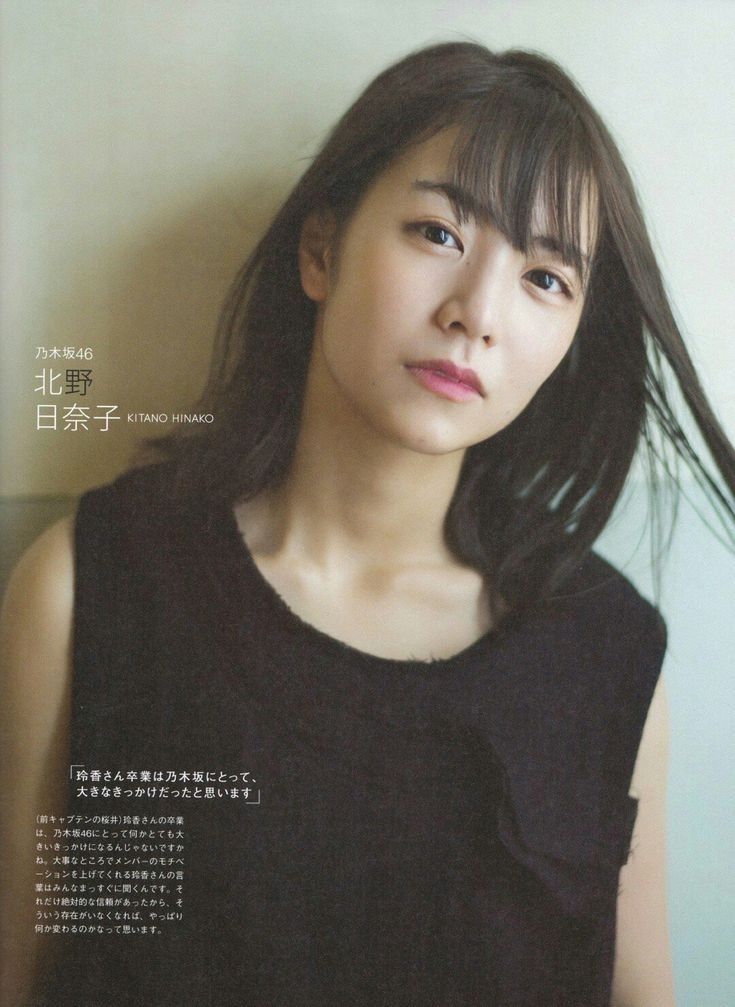 乃木坂46
北野
日奈子 KITANO HINAKO
「玲香さん卒業は乃木坂にとって、
大きなきっかけだったと思います」
(前キャプテンの桜井)玲香さんの卒業
は、乃木坂46にとって何かとても大
きいきっかけになるんじゃないですか
ね。大事なところでメンバーのモチベ
ーションを上げてくれる玲香さんの言
葉はみんなまっすぐに聞くんです。そ
れだけ絶対的な信頼があったから、そ
ういう存在がいなくなれば、やっぱり
何か変わるのかなって思います。